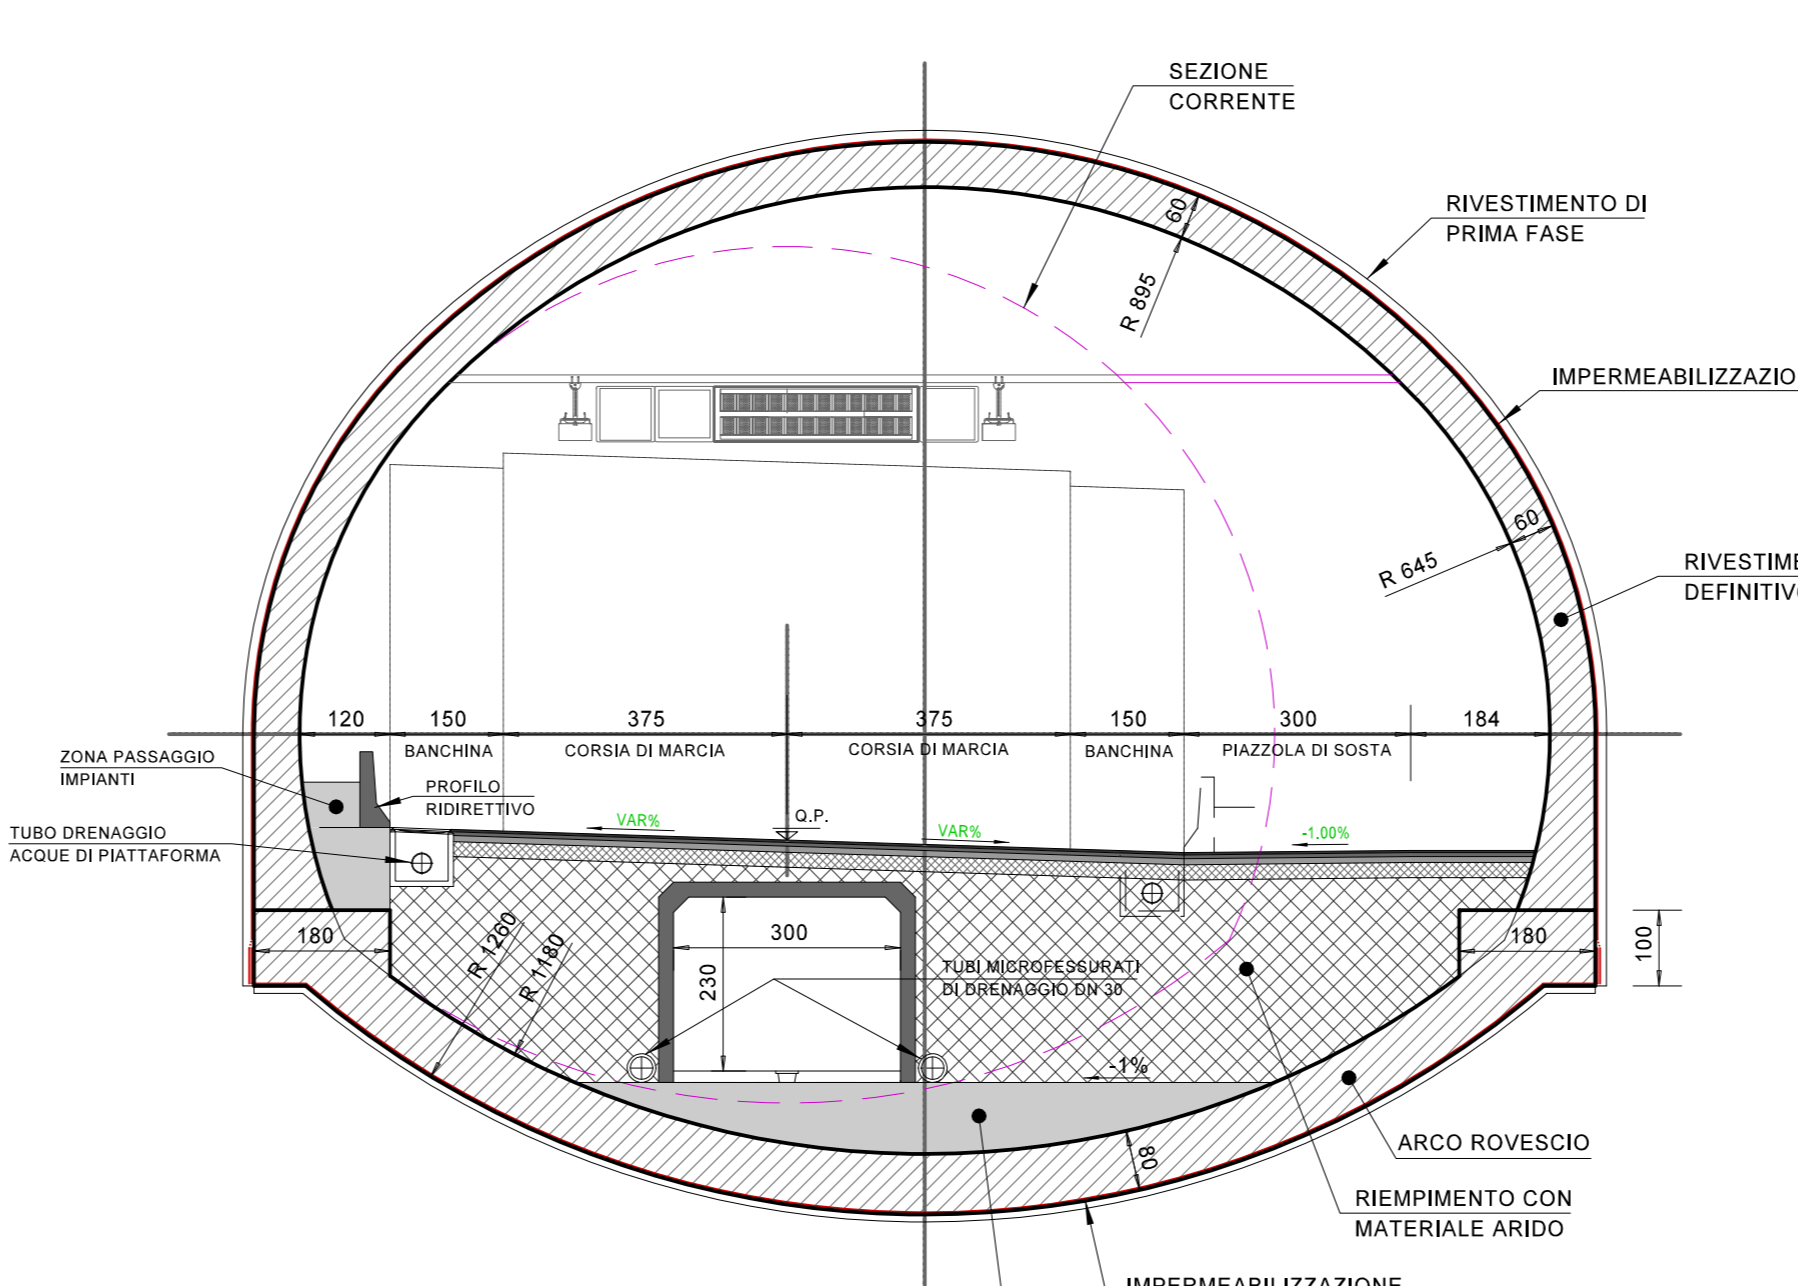 SEZIONE
CORRENTE
RIVESTIMENTO DI
PRIMA FASE
60
R 895
IMPERMEABILIZZAZIO
60
R 645
RIVESTIME
DEFINITIVO
120
150
375
375
150
300
184
BANCHINA
CORSIA DI MARCIA
CORSIA DI MARCIA
BANCHINA
PIAZZOLA DI SOSTA
ZONA PASSAGGIO
IMPIANTI
PROFILO
RIDIRETTIVO
TUBO DRENAGGIO
ACQUE DI PIATTAFORMA
VAR%
Q.P.
VAR%
-1.00%
180
R 1260
R 1180
300
230
TUBI MICROFESSURATI
DI DRENAGGIO DN 30
180
100
-1%
80
ARCO ROVESCIO
RIEMPIMENTO CON
MATERIALE ARIDO
IMPERMEABILIZZAZIONE